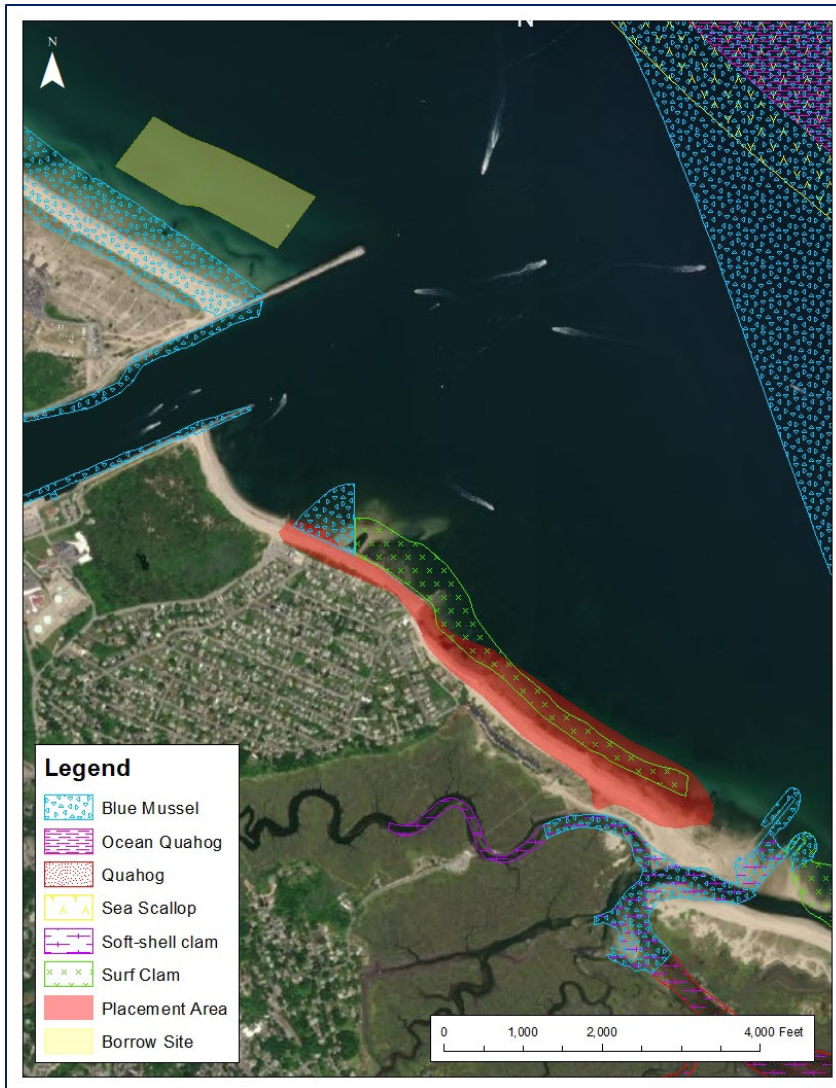 N
N
Legend
Blue Mussel
Ocean Quahog
Quahog
Sea Scallop
Soft-shell clam
Surf Clam
Placement Area
Borrow Site
0 1,000 2,000 4,000 Feet